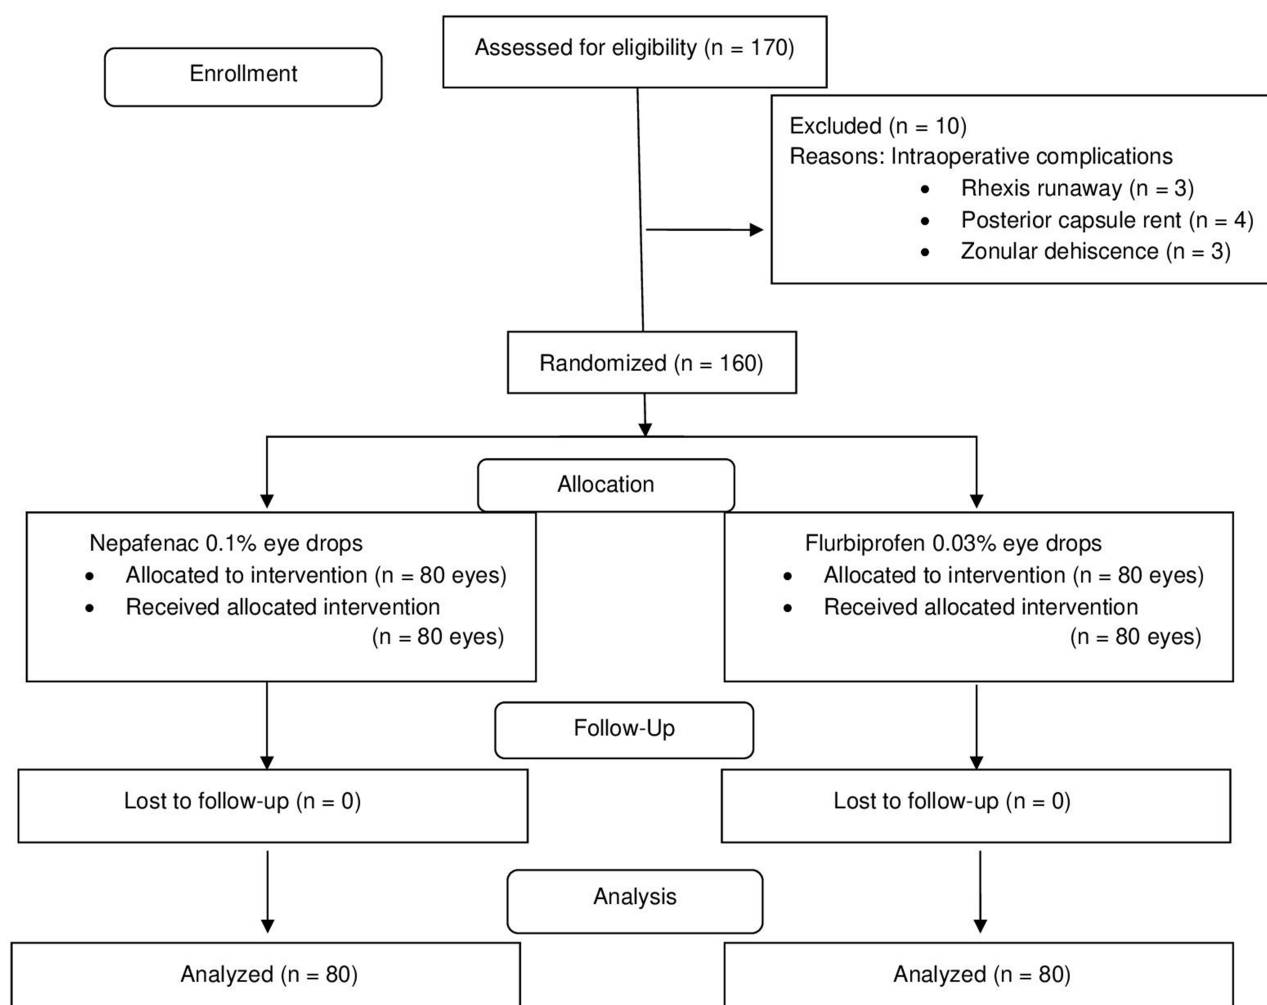 Assessed for eligibility (n = 170)
Enrollment
Excluded (n = 10)
Reasons: Intraoperative complications
• Rhexis runaway (n = 3)
• Posterior capsule rent (n = 4)
• Zonular dehiscence (n = 3)
Randomized (n = 160)
Allocation
Nepafenac 0.1% eye drops
• Allocated to intervention (n = 80 eyes)
• Received allocated intervention
(n = 80 eyes)
Flurbiprofen 0.03% eye drops
• Allocated to intervention (n = 80 eyes)
• Received allocated intervention
(n = 80 eyes)
Follow-Up
Lost to follow-up (n = 0)
Lost to follow-up (n = 0)
Analysis
Analyzed (n = 80)
Analyzed (n = 80)